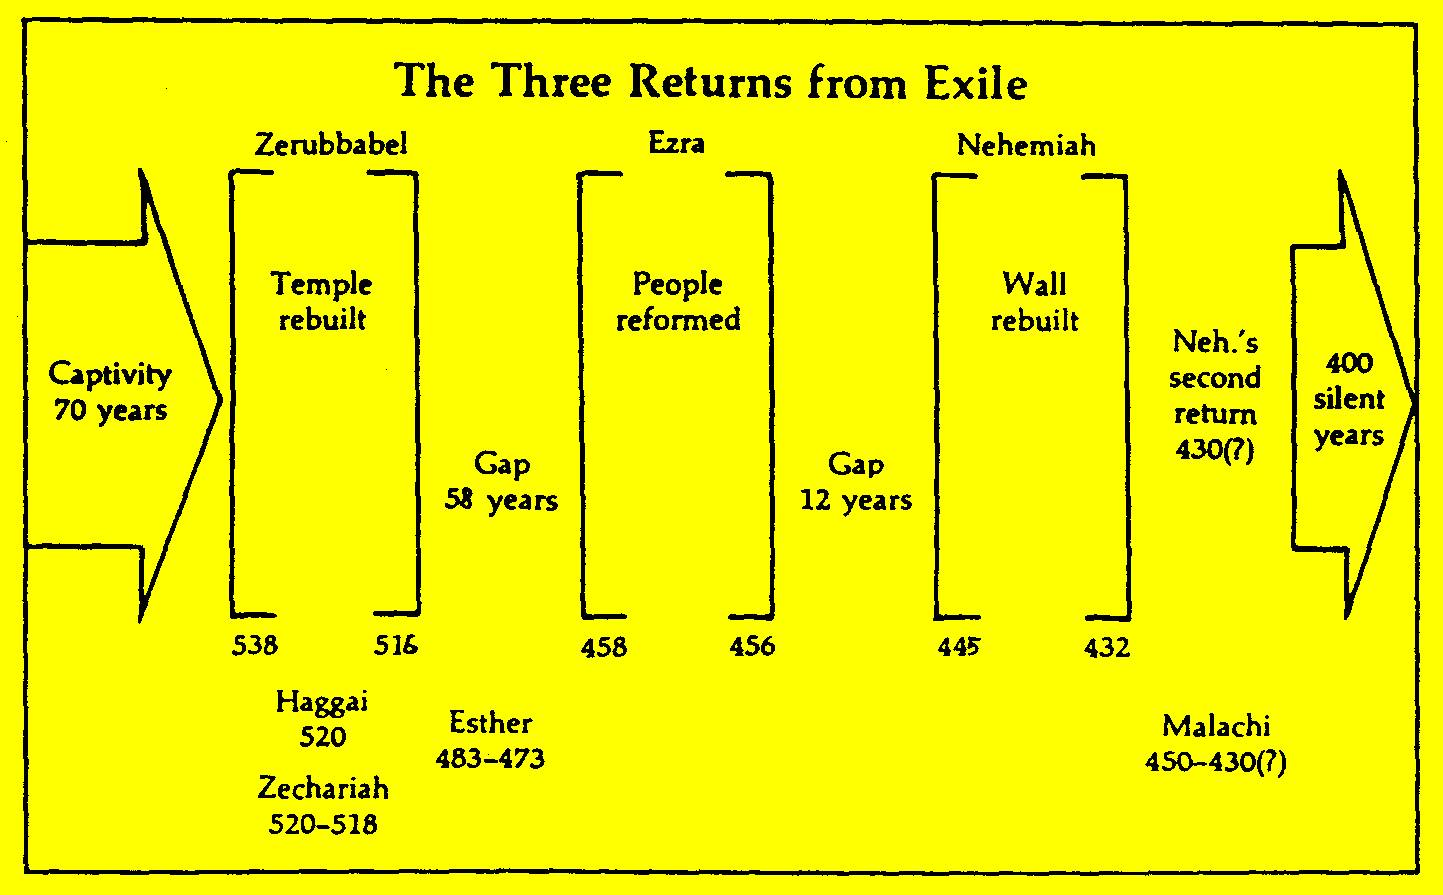 The Three Returns from Exile
Zerubbabel
Ezra
Nehemiah
Captivity
70 years
Temple
rebuilt
Gap
58 years
People
reformed
Gap
12 years
Wall
rebuilt
Neh.'s
second
return
430(?)
400
silent
years
538
516
458
456
445
432
Haggai
520
Zechariah
520–518
Esther
483–473
Malachi
450–430(?)